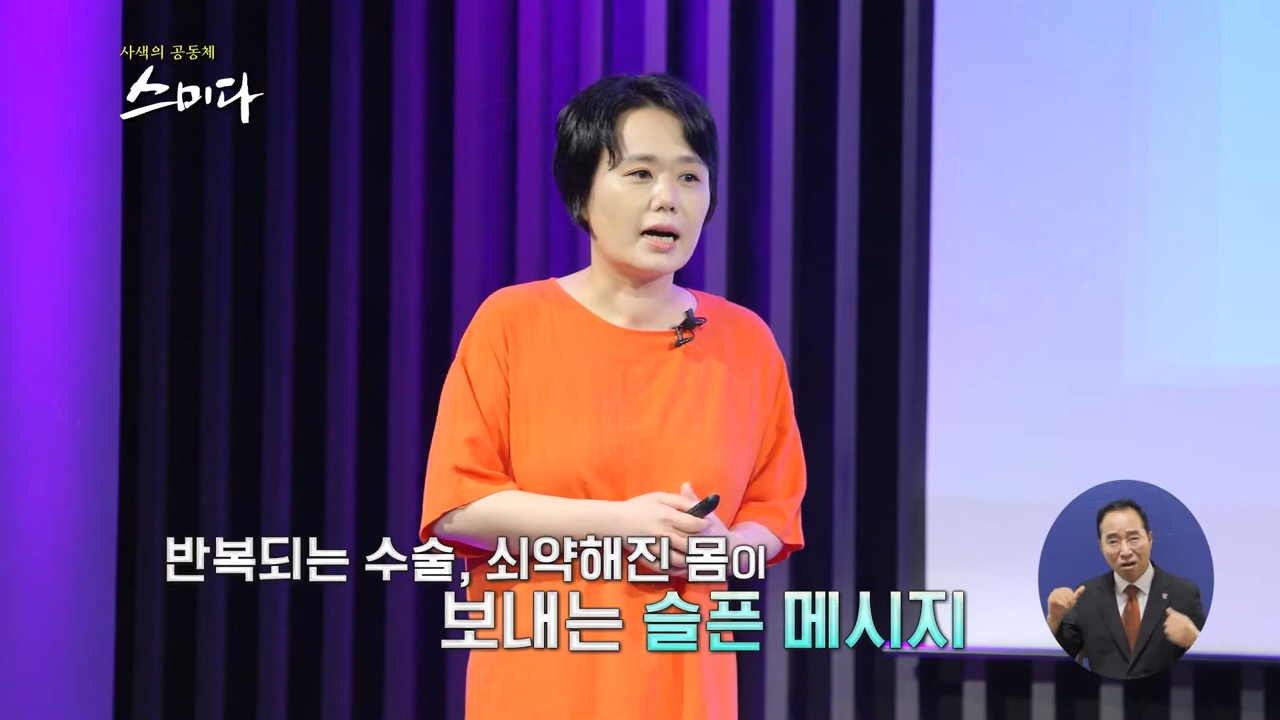 사색의 공동체
스미다
반복되는 수술, 쇠약해진 몸이
보내는 슬픈 메시지